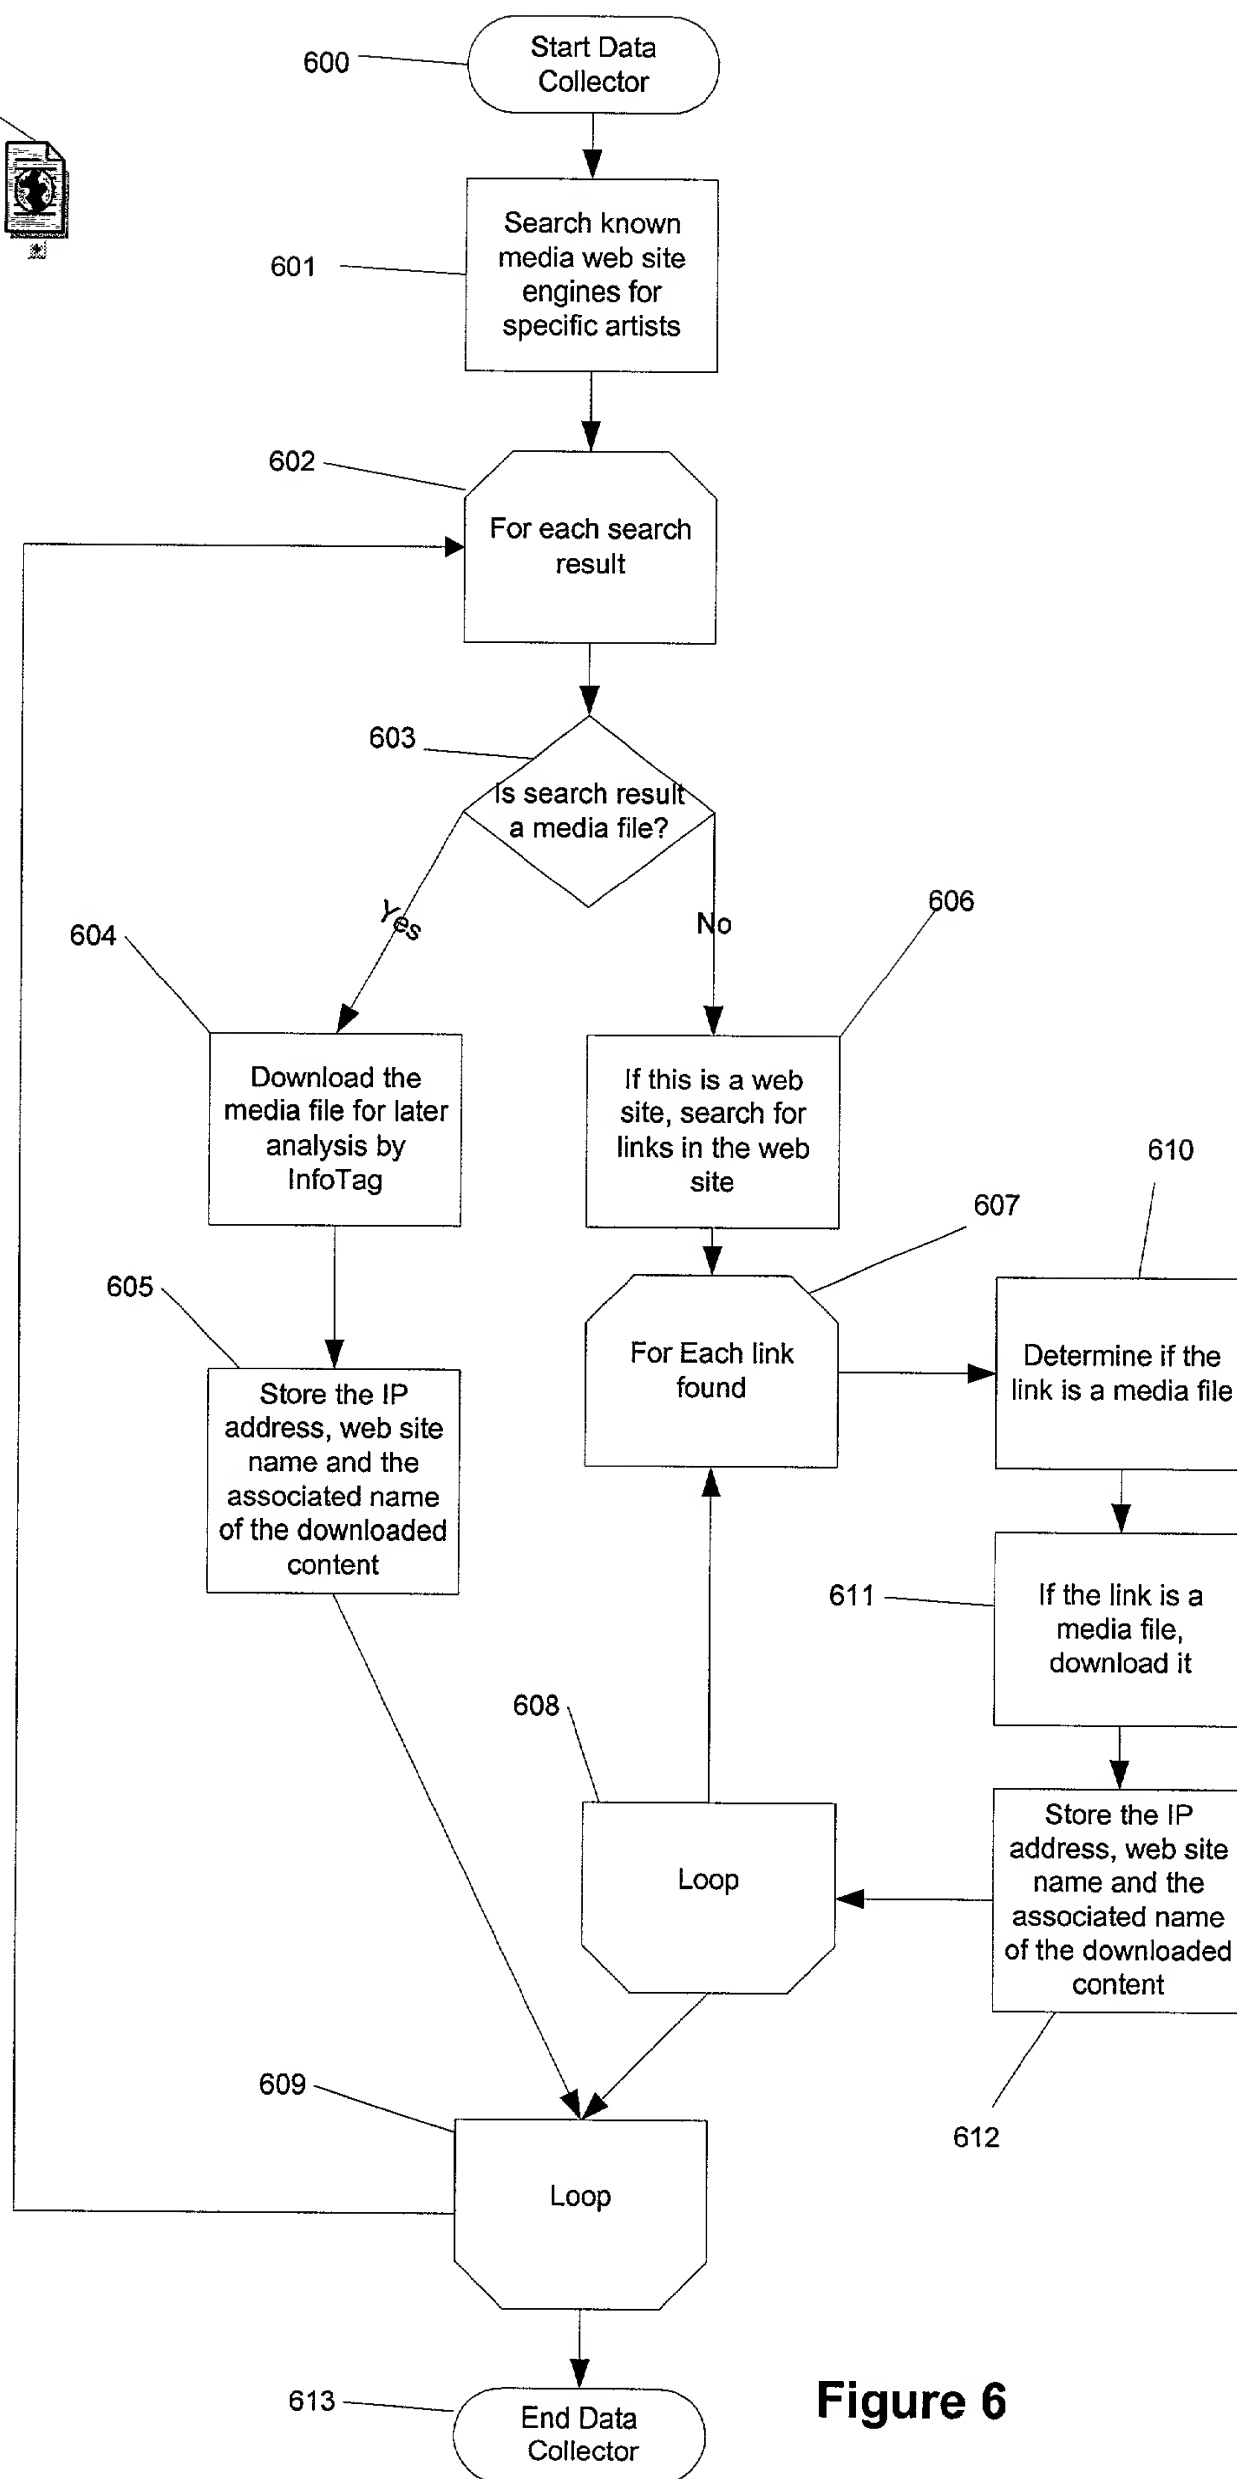 600
Start Data
Collector
601
Search known
media web site
engines for
specific artists
602
For each search
result
603
Is search result
a media file?
Yes
No
604
606
Download the
media file for later
analysis by
InfoTag
If this is a web
site, search for
links in the web
site
610
607
605
For Each link
found
Determine if the
link is a media file
Store the IP
address, web site
name and the
associated name
of the downloaded
content
611
If the link is a
media file,
download it
608
Loop
Store the IP
address, web site
name and the
associated name
of the downloaded
content
609
612
Loop
613
End Data
Collector
Figure 6